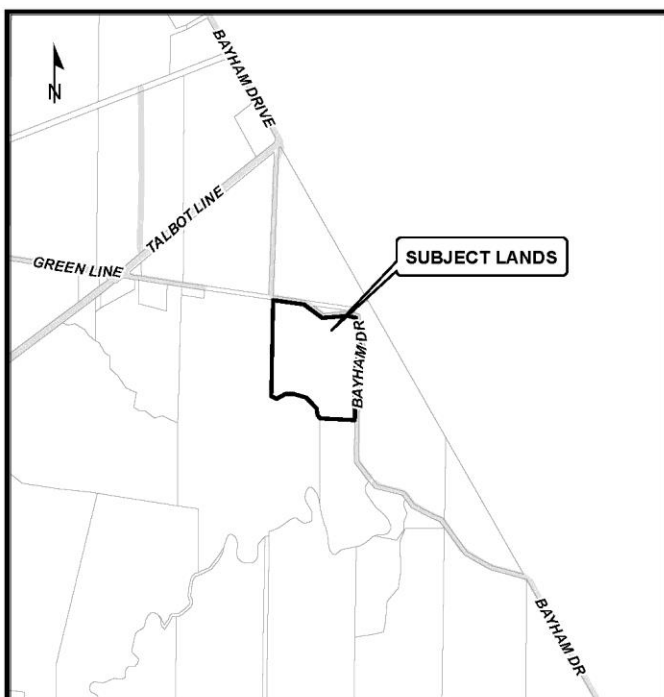 BAYHAM DRIVE
N
TALBOT LINE
GREEN LINE
SUBJECT LANDS
BAYHAM DR
BAYHAM DR